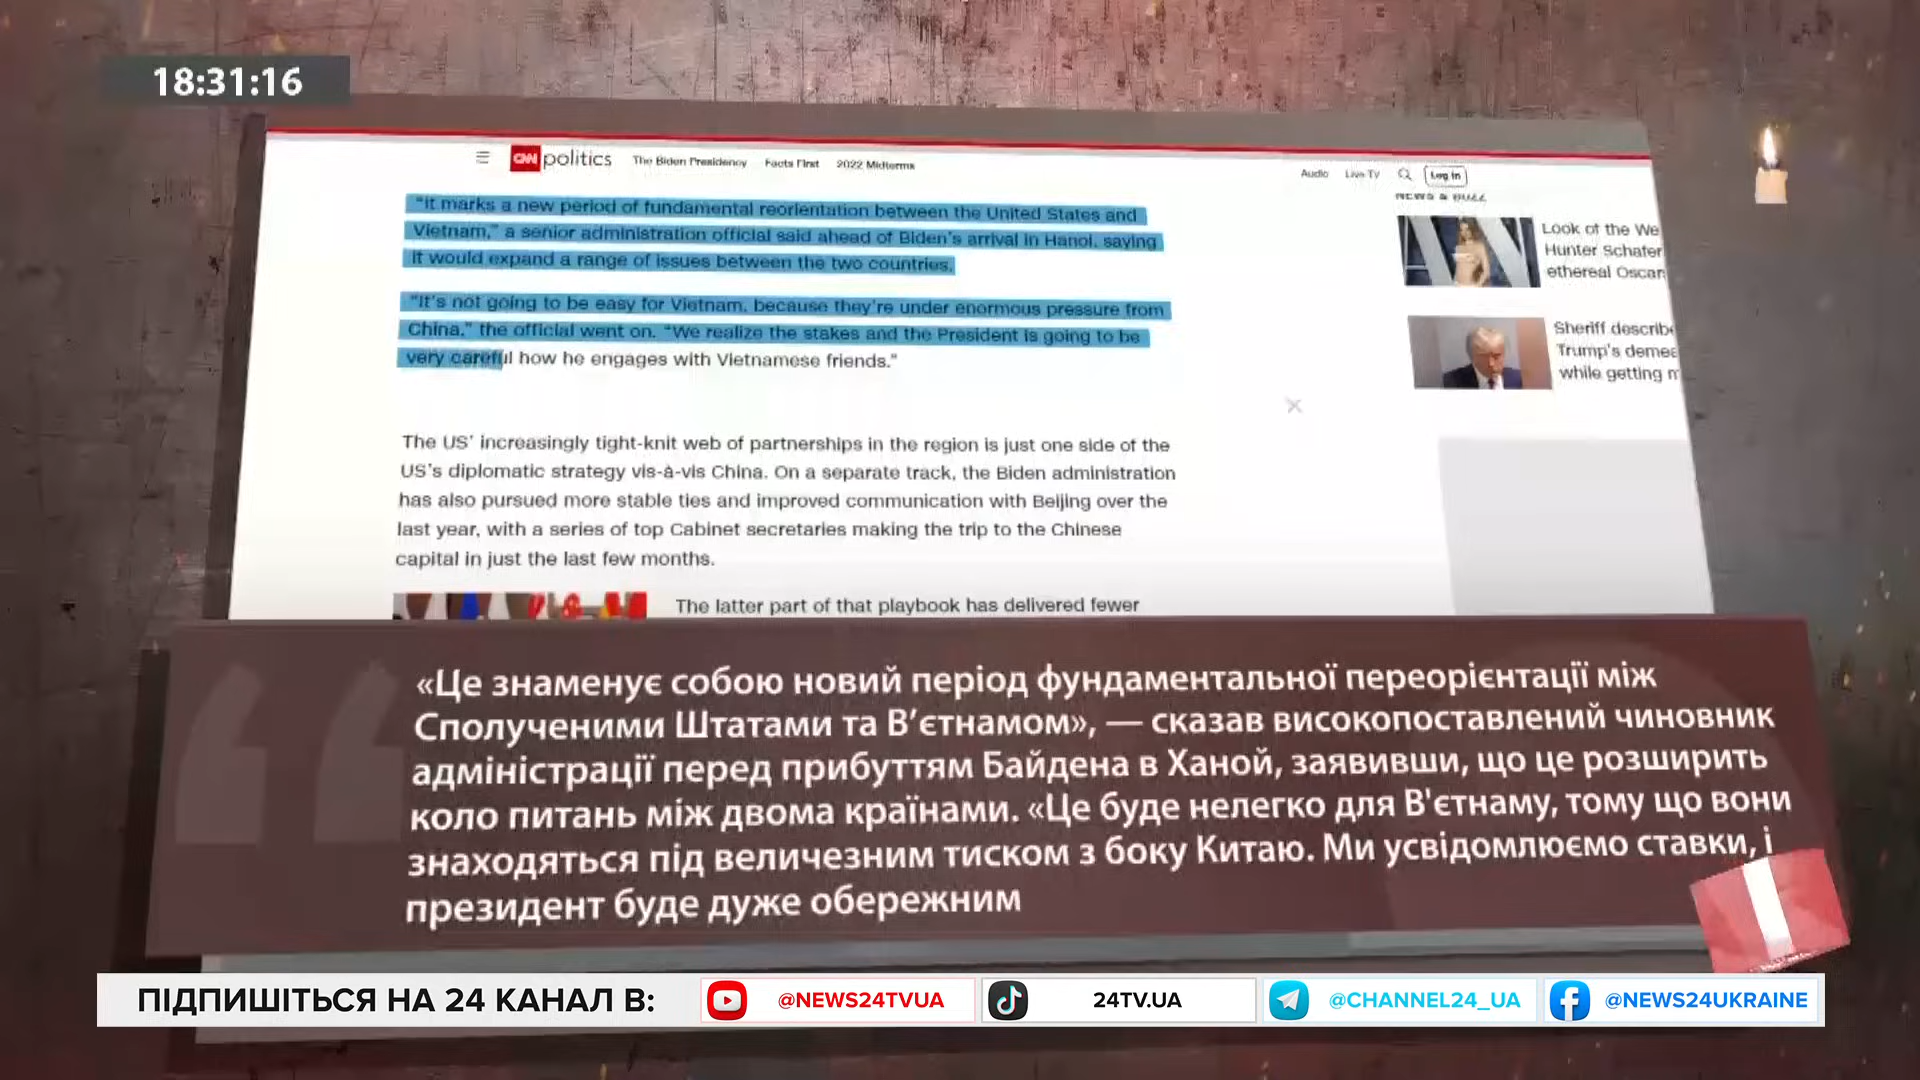 18:31:16
CNN politics The Biden Presidency Facts First 2022 Midterms
Audio Live TV Log In
"It marks a new period of fundamental reorientation between the United States and
Vietnam," a senior administration official said ahead of Biden's arrival in Hanoi, saying
it would expand a range of issues between the two countries.
"It's not going to be easy for Vietnam, because they're under enormous pressure from
China," the official went on. "We realize the stakes and the President is going to be
very careful how he engages with Vietnamese friends."
The US' increasingly tight-knit web of partnerships in the region is just one side of the
US's diplomatic strategy vis-à-vis China. On a separate track, the Biden administration
has also pursued more stable ties and improved communication with Beijing over the
last year, with a series of top Cabinet secretaries making the trip to the Chinese
capital in just the last few months.
The latter part of that playbook has delivered fewer
NEWS & BUZZ
Look of the We
Hunter Schafer
ethereal Oscar
Sheriff describe
Trump's demea
while getting m
«Це знаменує собою новий період фундаментальної переорієнтації між
Сполученими Штатами та В’єтнамом», — сказав високопоставлений чиновник
адміністрації перед прибуттям Байдена в Ханой, заявивши, що це розширить
коло питань між двома країнами. «Це буде нелегко для В'єтнаму, тому що вони
знаходяться під величезним тиском з боку Китаю. Ми усвідомлюємо ставки, і
президент буде дуже обережним
ПІДПИШІТЬСЯ НА 24 КАНАЛ В: @NEWS24TVUA 24TV.UA @CHANNEL24_UA @NEWS24UKRAINE